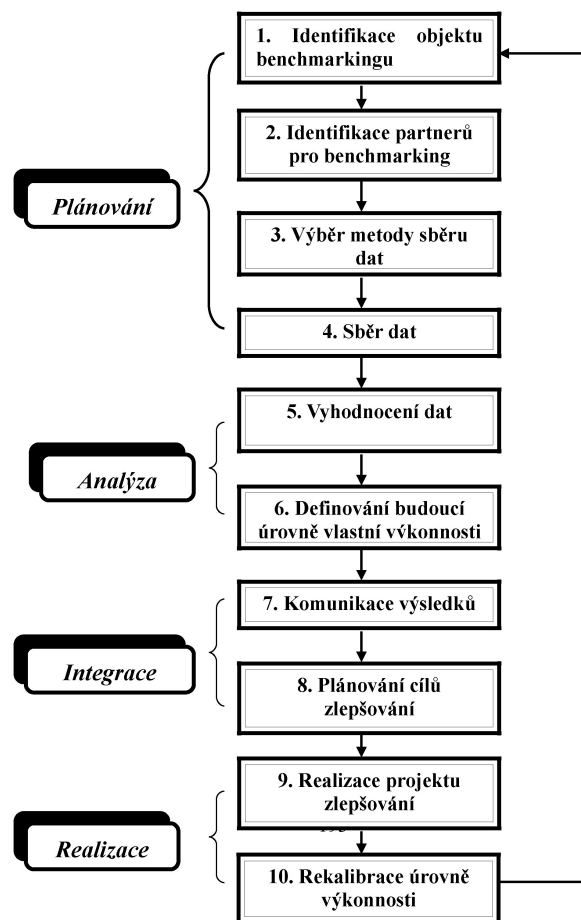 1. Identifikace objektu
benchmarkingu
2. Identifikace partnerů
pro benchmarking
Plánování
3. Výběr metody sběru
dat
4. Sběr dat
5. Vyhodnocení dat
Analýza
6. Definování budoucí
úrovně vlastní výkonnosti
7. Komunikace výsledků
Integrace
8. Plánování cílů
zlepšování
9. Realizace projektu
zlepšování
Realizace
10. Rekalibrace úrovně
výkonnosti